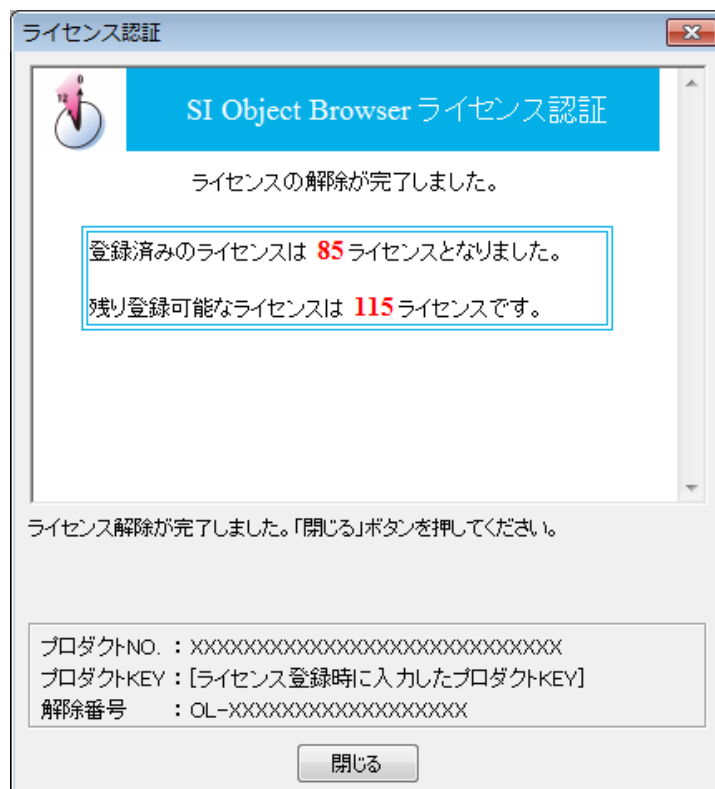 ライセンス認証
0
12
SI Object Browser ライセンス認証
ライセンスの解除が完了しました。
登録済みのライセンスは 85 ライセンスとなりました。
残り登録可能なライセンスは 115 ライセンスです。
ライセンス解除が完了しました。「閉じる」ボタンを押してください。
プロダクトNO. : XXXXXXXXXXXXXXXXXXXXXXXXXXXX
プロダクトKEY : [ライセンス登録時に入力したプロダクトKEY]
解除番号 : OL-XXXXXXXXXXXXXXXXXX
閉じる